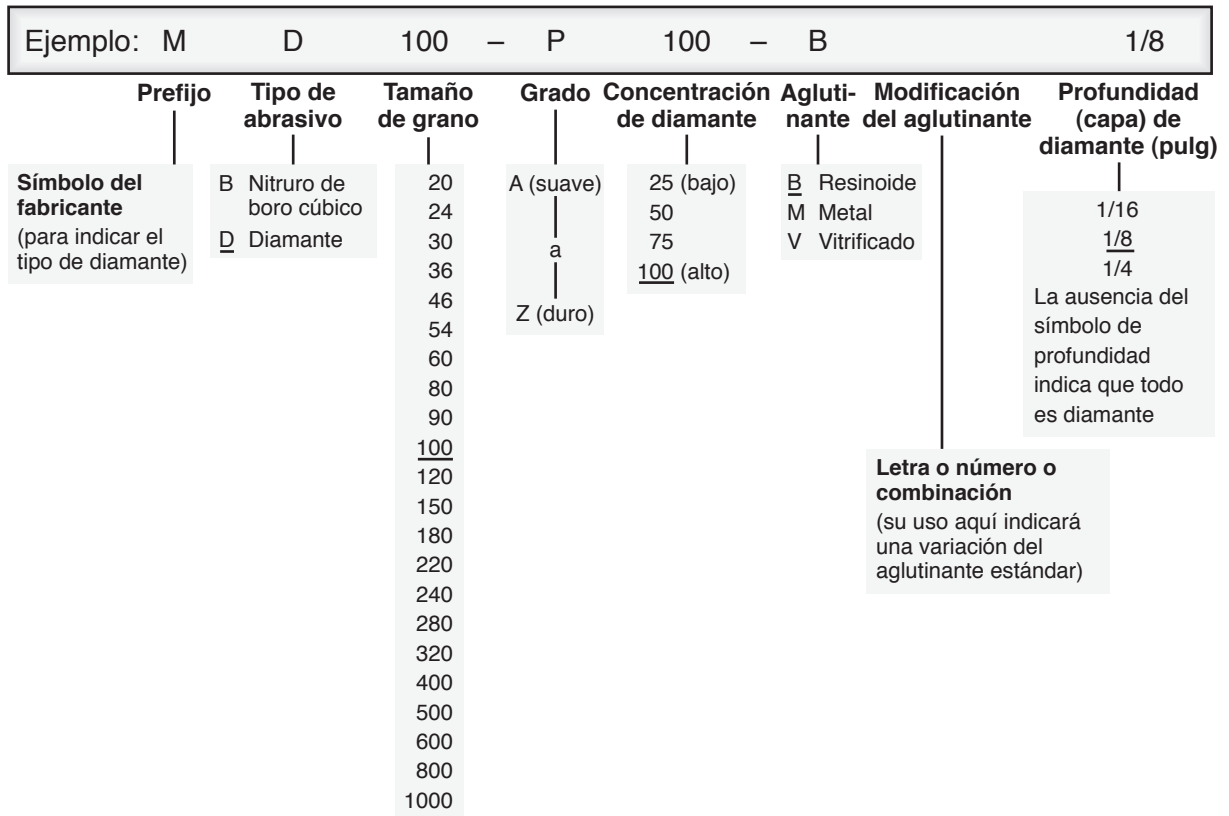 Ejemplo: M D 100 – P 100 – B 1/8
Prefijo
Tipo de
abrasivo
Tamaño
de grano
Grado
Concentración
de diamante
Agluti-
nante
Modificación
del aglutinante
Profundidad
(capa) de
diamante (pulg)
Símbolo del
fabricante
(para indicar el
tipo de diamante)
B Nitruro de
boro cúbico
D Diamante
20
24
30
36
46
54
60
80
90
100
120
150
180
220
240
280
320
400
500
600
800
1000
A (suave)
a
Z (duro)
25 (bajo)
50
75
100 (alto)
B Resinoide
M Metal
V Vitrificado
Letra o número o
combinación
(su uso aquí indicará
una variación del
aglutinante estándar)
1/16
1/8
1/4
La ausencia del
símbolo de
profundidad
indica que todo
es diamante